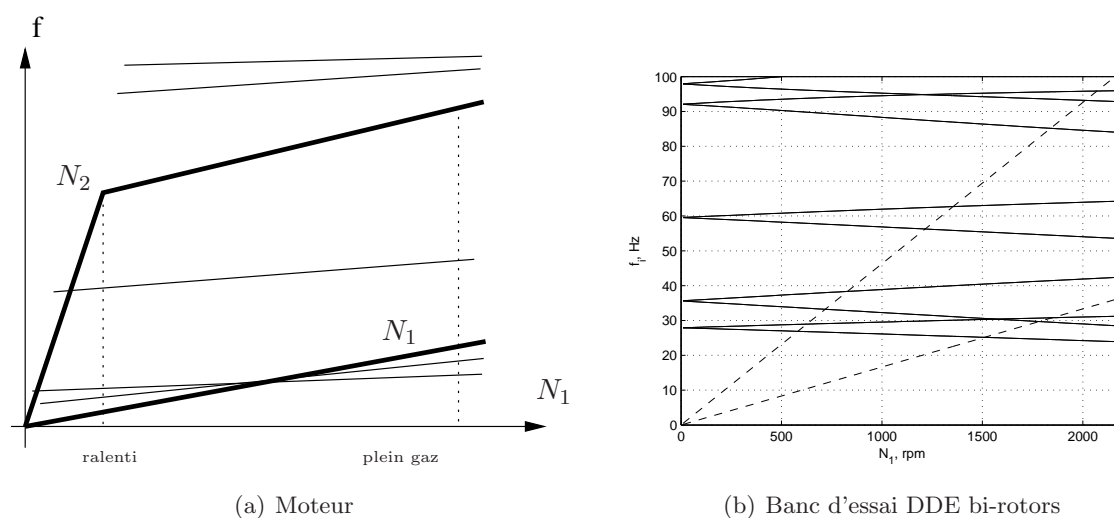 f
N2
N1
N1
ralenti
plein gaz
(a) Moteur
100
90
80
70
60
50
40
30
20
10
0
fi, Hz
0 500 1000 1500 2000
N1, rpm
(b) Banc d'essai DDE bi-rotors